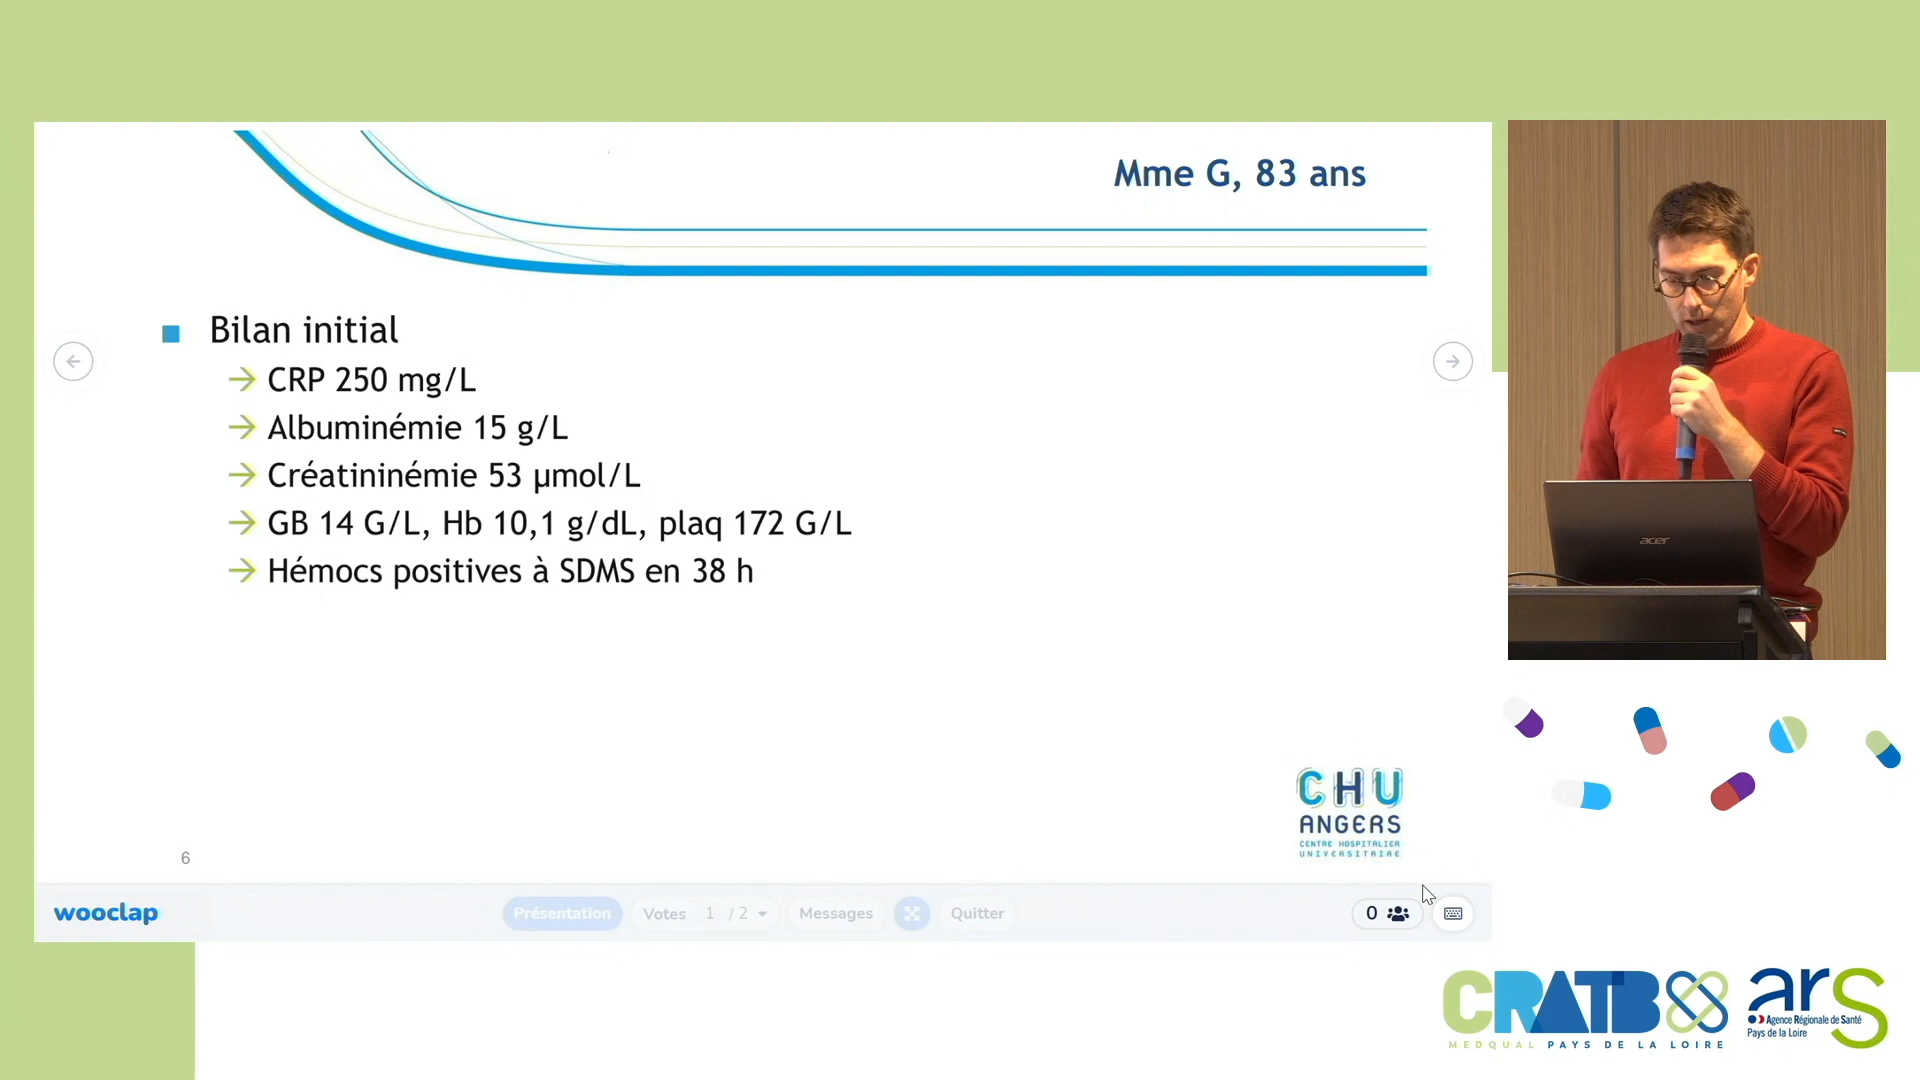 Mme G, 83 ans
Bilan initial
CRP 250 mg/L
Albuminémie 15 g/L
Créatininémie 53 µmol/L
GB 14 G/L, Hb 10,1 g/dL, plaq 172 G/L
Hémocs positives à SDMS en 38 h
acer
CHU
ANGERS
CENTRE HOSPITALIER
UNIVERSITAIRE
6
wooclap
Présentation
Votes 1 / 2
Messages
Quitter
0
CRATB
MEDQUAL PAYS DE LA LOIRE
ars
Agence Régionale de Santé
Pays de la Loire